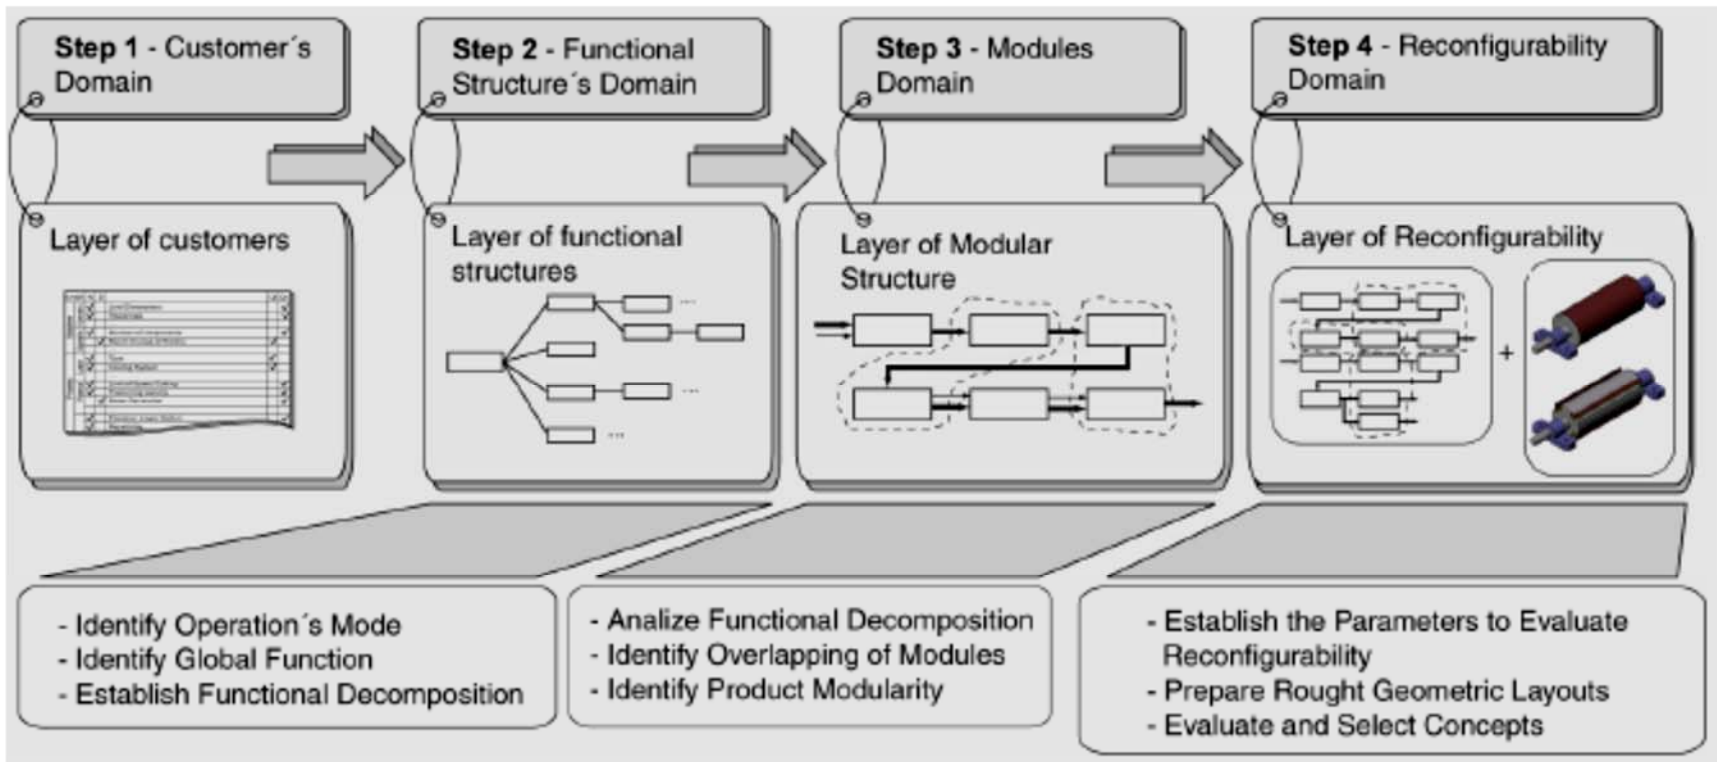 Step 1 - Customer´s
Domain
Step 2 - Functional
Structure´s Domain
Step 3 - Modules
Domain
Step 4 - Reconfigurability
Domain
Layer of customers
Layer of functional
structures
...
...
...
Layer of Modular
Structure
Layer of Reconfigurability
+
- Identify Operation´s Mode
- Identify Global Function
- Establish Functional Decomposition
- Analize Functional Decomposition
- Identify Overlapping of Modules
- Identify Product Modularity
- Establish the Parameters to Evaluate
Reconfigurability
- Prepare Rought Geometric Layouts
- Evaluate and Select Concepts